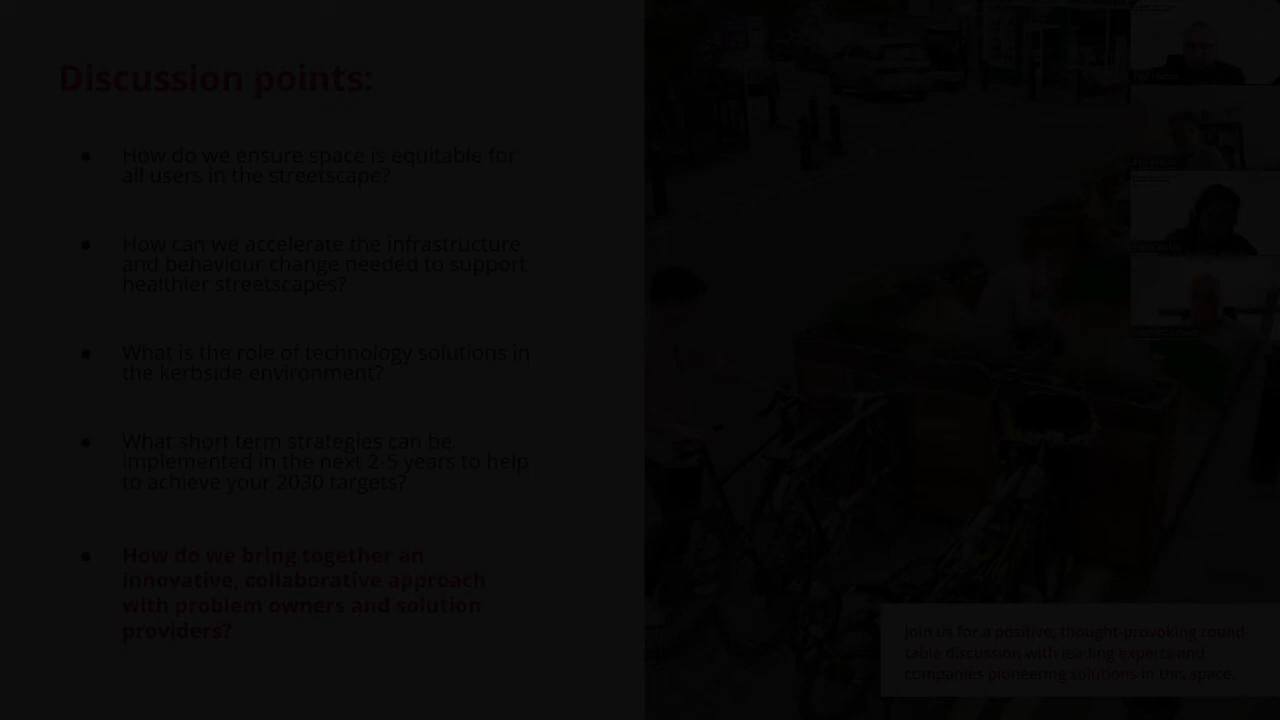 Discussion points:
How do we ensure space is equitable for
all users in the streetscape?
How can we accelerate the infrastructure
and behaviour change needed to support
healthier streetscapes?
What is the role of technology solutions in
the kerbside environment?
What short term strategies can be
implemented in the next 2-5 years to help
to achieve your 2030 targets?
How do we bring together an
innovative, collaborative approach
with problem owners and solution
providers?
Join us for a positive, thought-provoking round-
table discussion with leading experts and
companies pioneering solutions in this space.